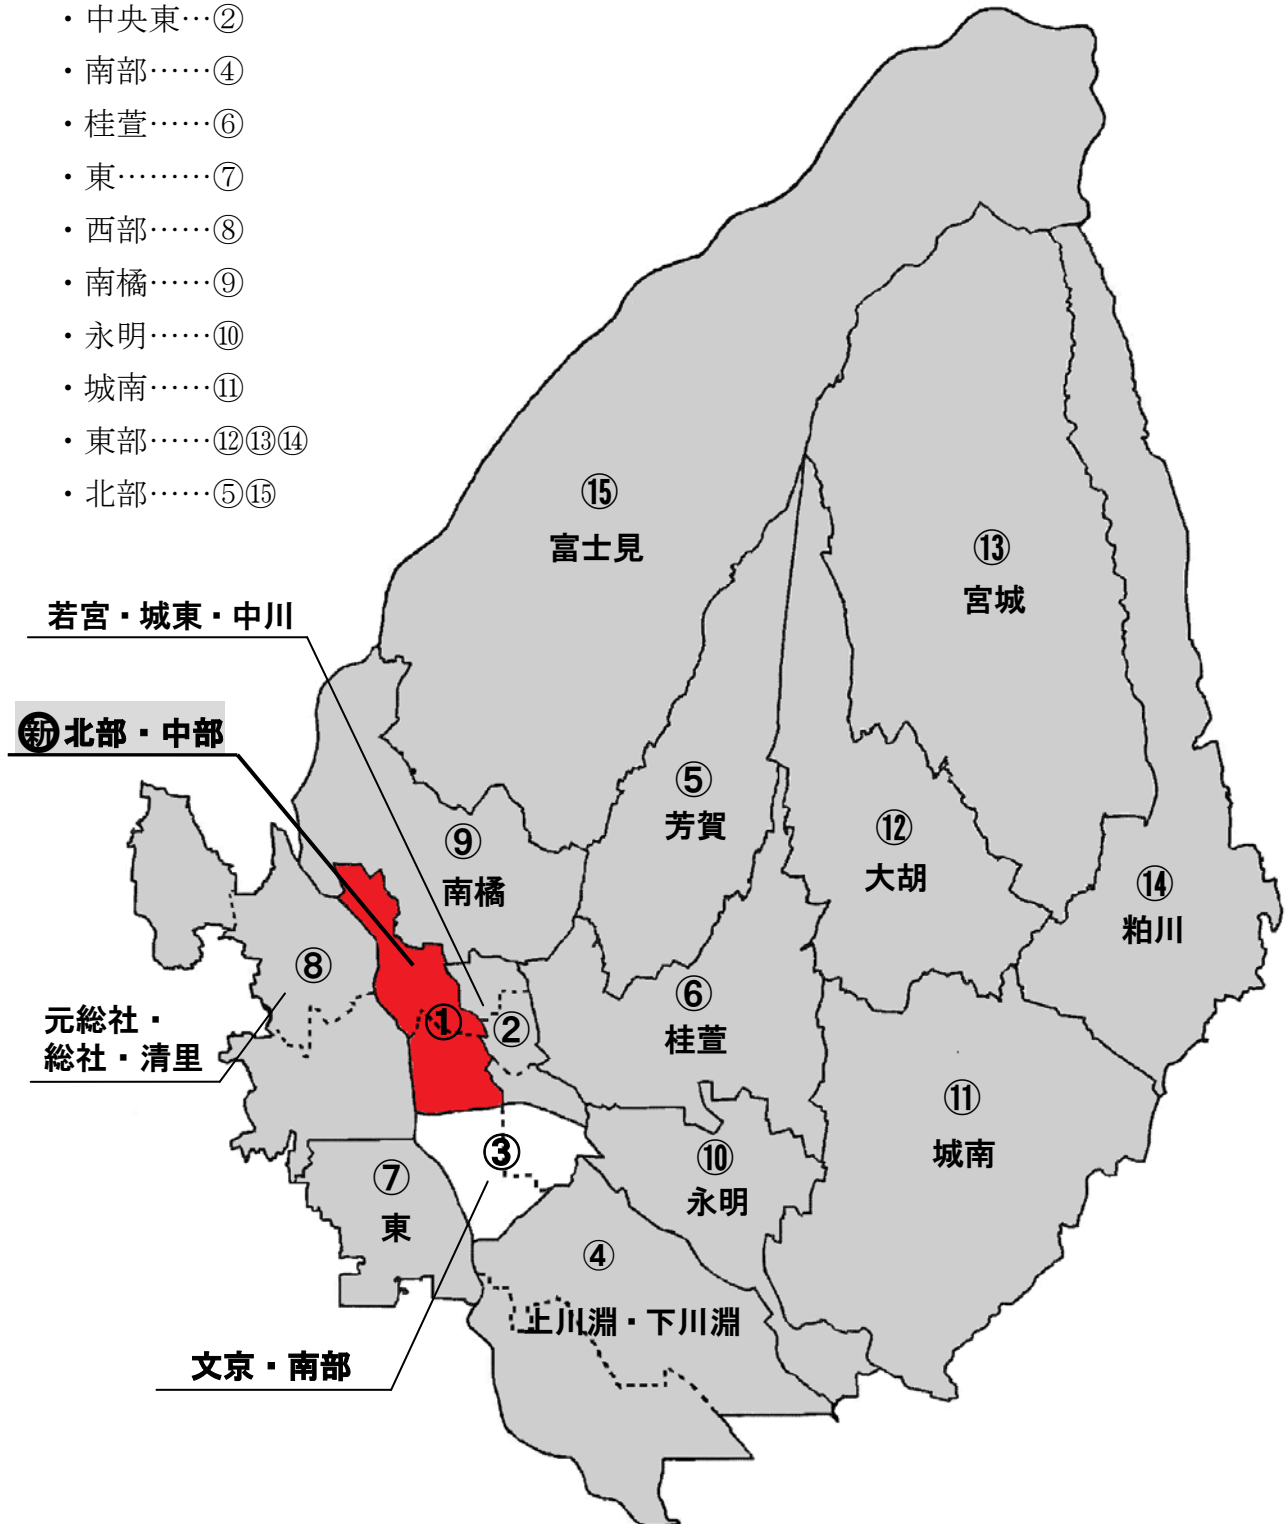 ・中央東…②
・南部……④
・桂萱……⑥
・東………⑦
・西部……⑧
・南橘……⑨
・永明……⑩
・城南……⑪
・東部……⑫⑬⑭
・北部……⑤⑮
⑮
富士見
⑬
宮城
若宮・城東・中川
新北部・中部
⑤
芳賀
⑨
南橘
⑫
大胡
⑭
粕川
⑧
元総社・
総社・清里
①
②
⑥
桂萱
⑪
城南
③
⑩
永明
⑦
東
④
上川淵・下川淵
文京・南部